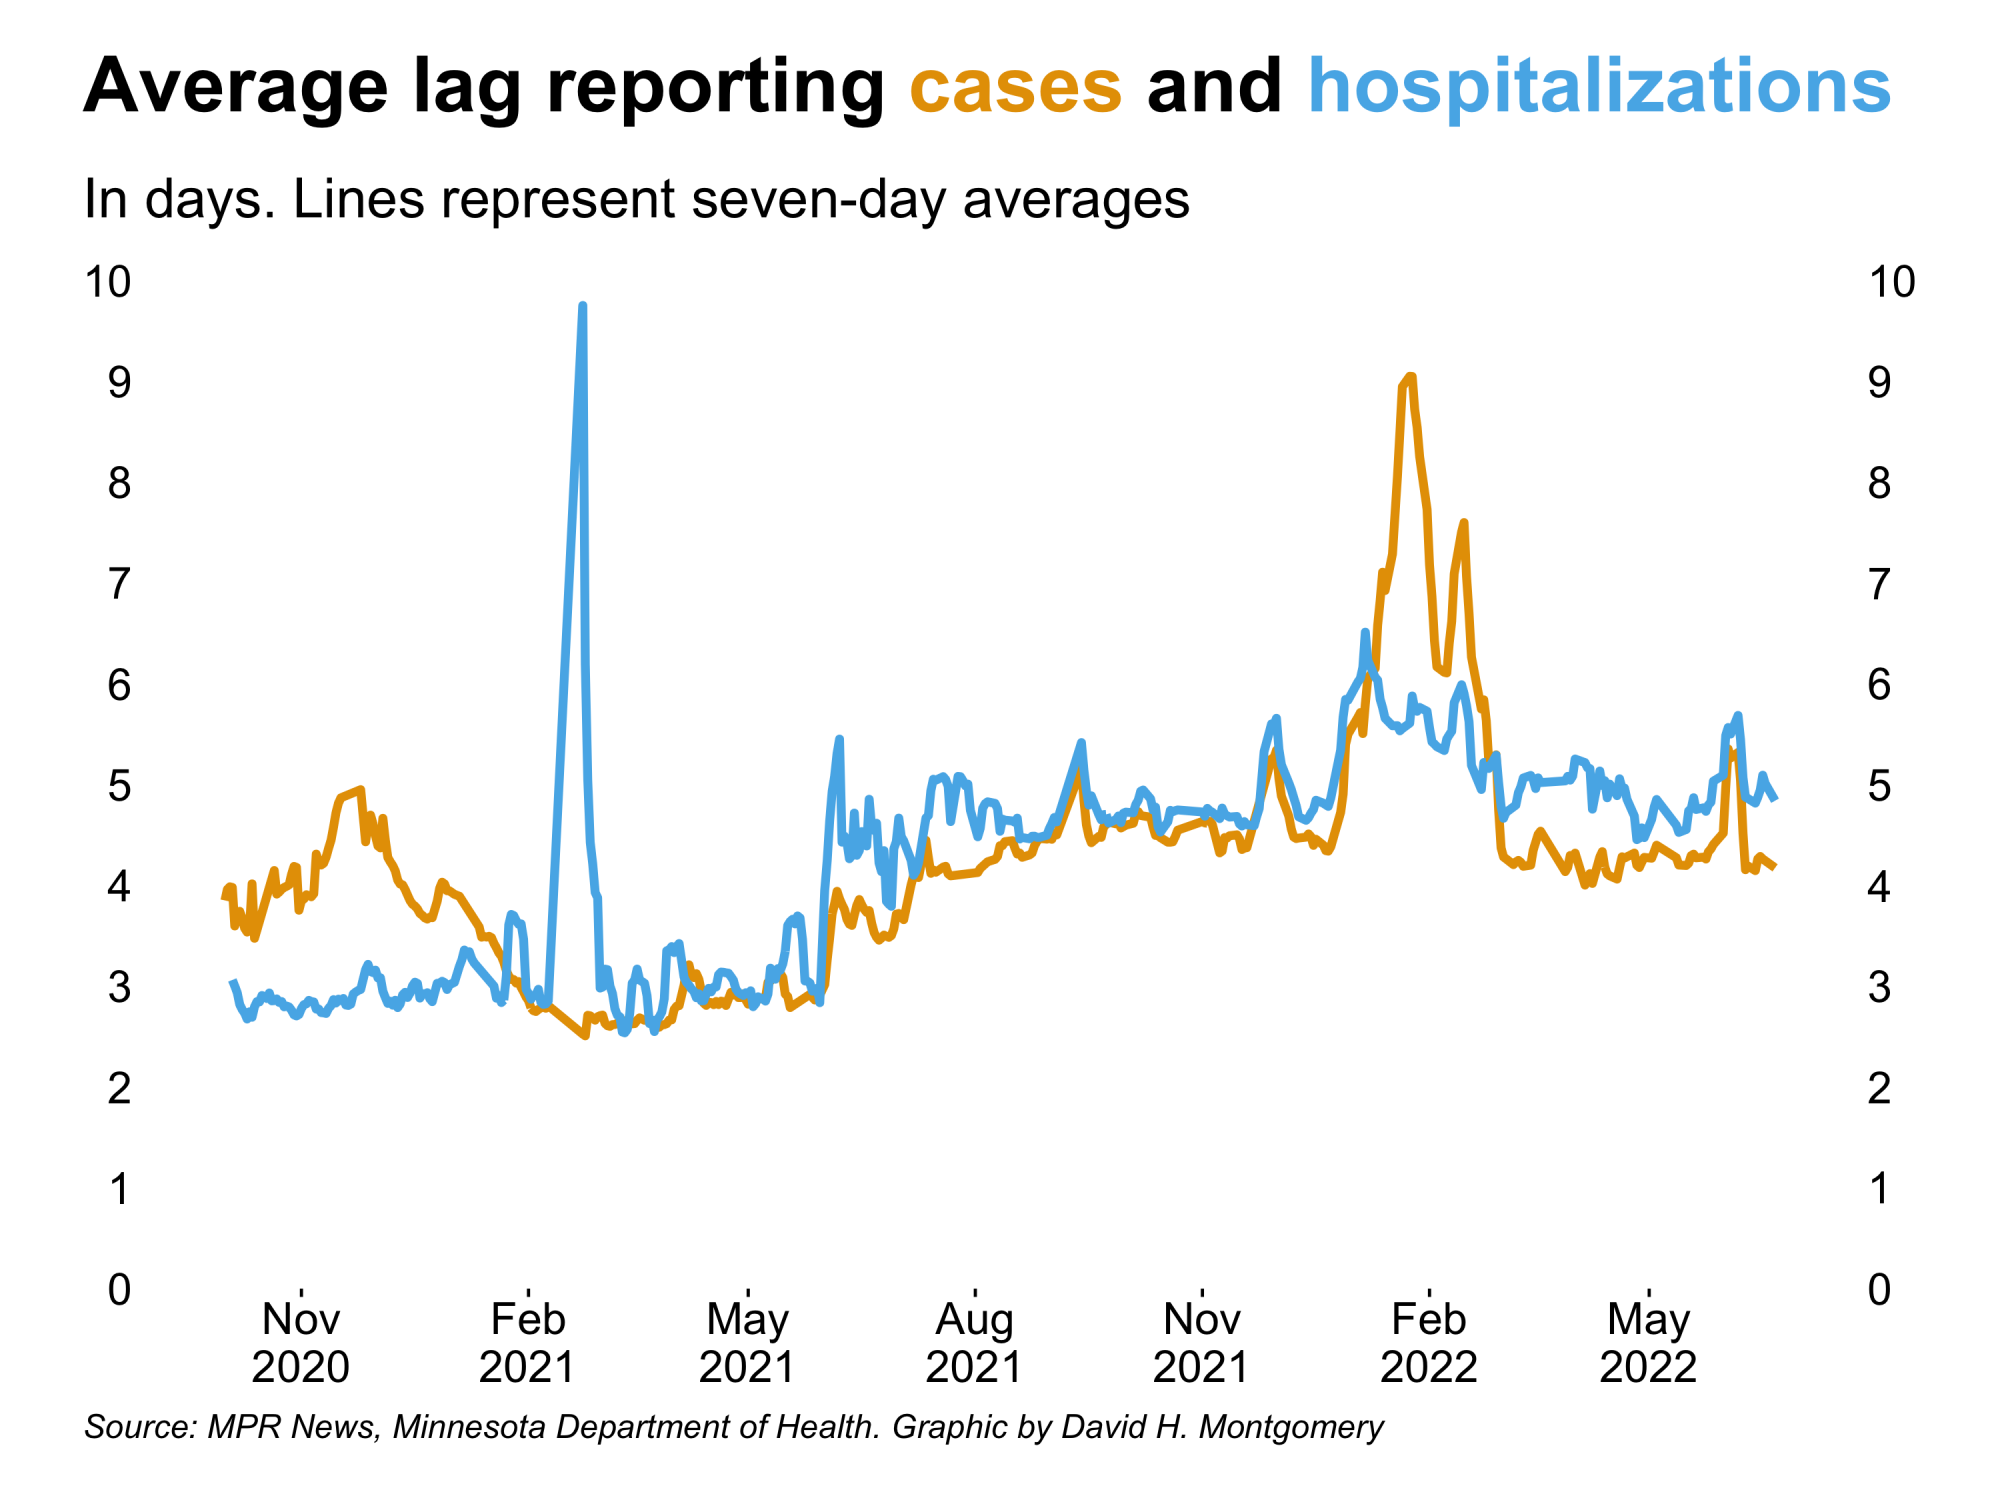 Average lag reporting cases and hospitalizations
In days. Lines represent seven-day averages
10 10
9 9
8 8
7 7
6 6
5 5
4 4
3 3
2 2
1 1
0 0
Nov Feb May Aug Nov Feb May
2020 2021 2021 2021 2021 2022 2022
Source: MPR News, Minnesota Department of Health. Graphic by David H. Montgomery